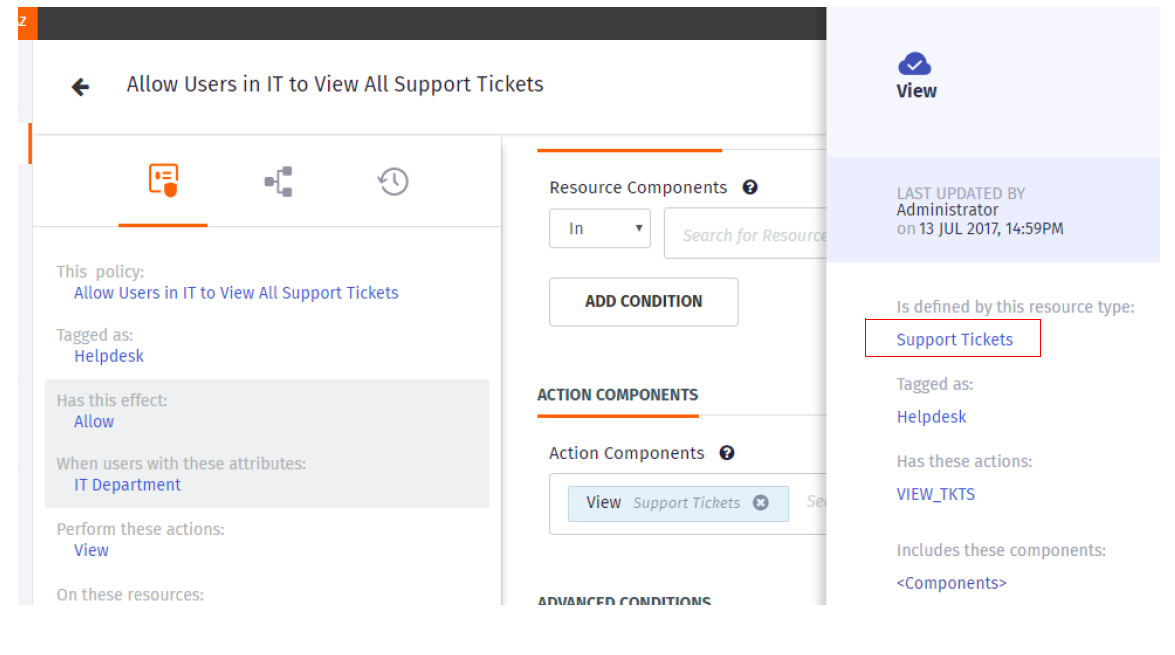 AZ
Allow Users in IT to View All Support Tickets
This policy:
Allow Users in IT to View All Support Tickets
Tagged as:
Helpdesk
Has this effect:
Allow
When users with these attributes:
IT Department
Perform these actions:
View
On these resources:
Resource Components
In
Search for Resource
ADD CONDITION
ACTION COMPONENTS
Action Components
View Support Tickets
ADVANCED CONDITIONS
View
LAST UPDATED BY
Administrator
on 13 JUL 2017, 14:59PM
Is defined by this resource type:
Support Tickets
Tagged as:
Helpdesk
Has these actions:
VIEW_TKTS
Includes these components:
<Components>